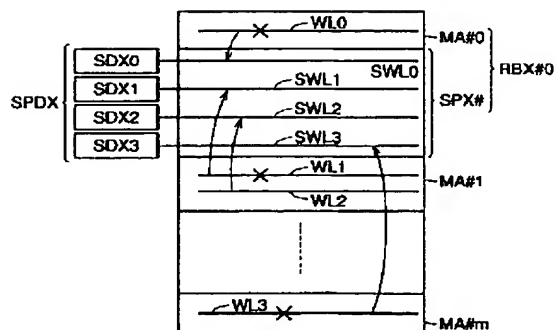 WL0
MA#0
RBX#0
SDX0
SWL0
SDX1
SWL1
SPX#
SPDX
SDX2
SWL2
SDX3
SWL3
WL1
MA#1
WL2
WL3
MA#m